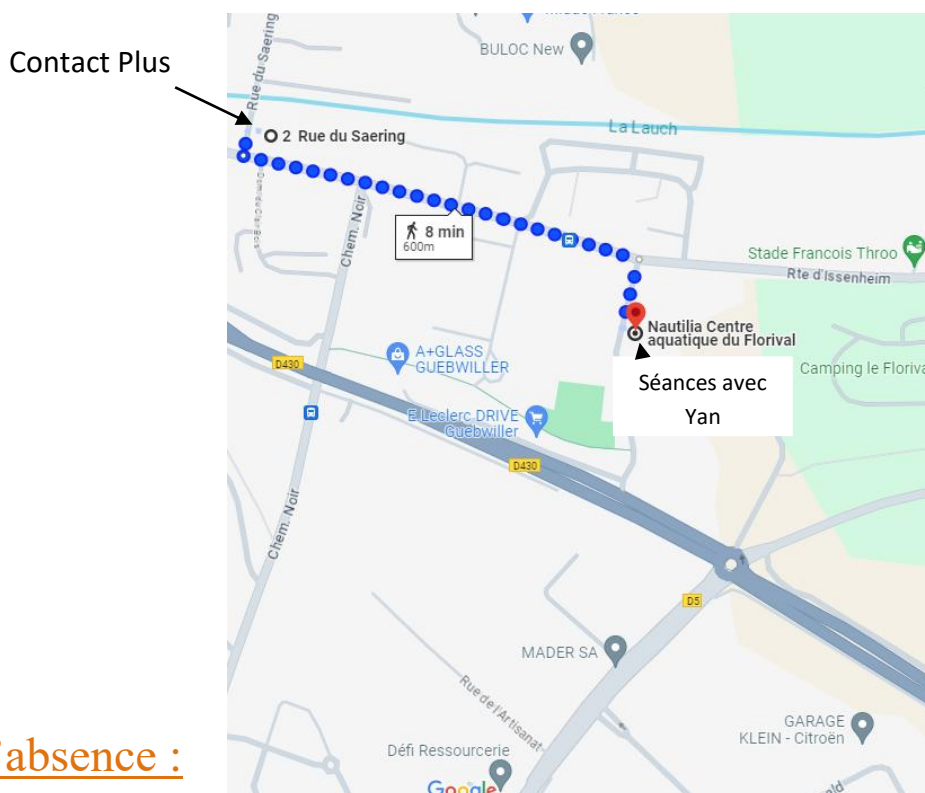 BULOC New
Contact Plus
Rue du Saering
2 Rue du Saering
La Lauch
Chem. Noir
8 min
600m
Stade Francois Throo
Rte d'Issenheim
Nautilia Centre
aquatique du Florival
A+GLASS
GUEBWILLER
D430
Camping le Floriva
Séances avec
Yan
E.Leclerc DRIVE
Guebwiller
D430
Chem. Noir
D5
MADER SA
Rue de l'Artisanat
GARAGE
KLEIN - Citroën
'absence :
Défi Ressourcerie
Google